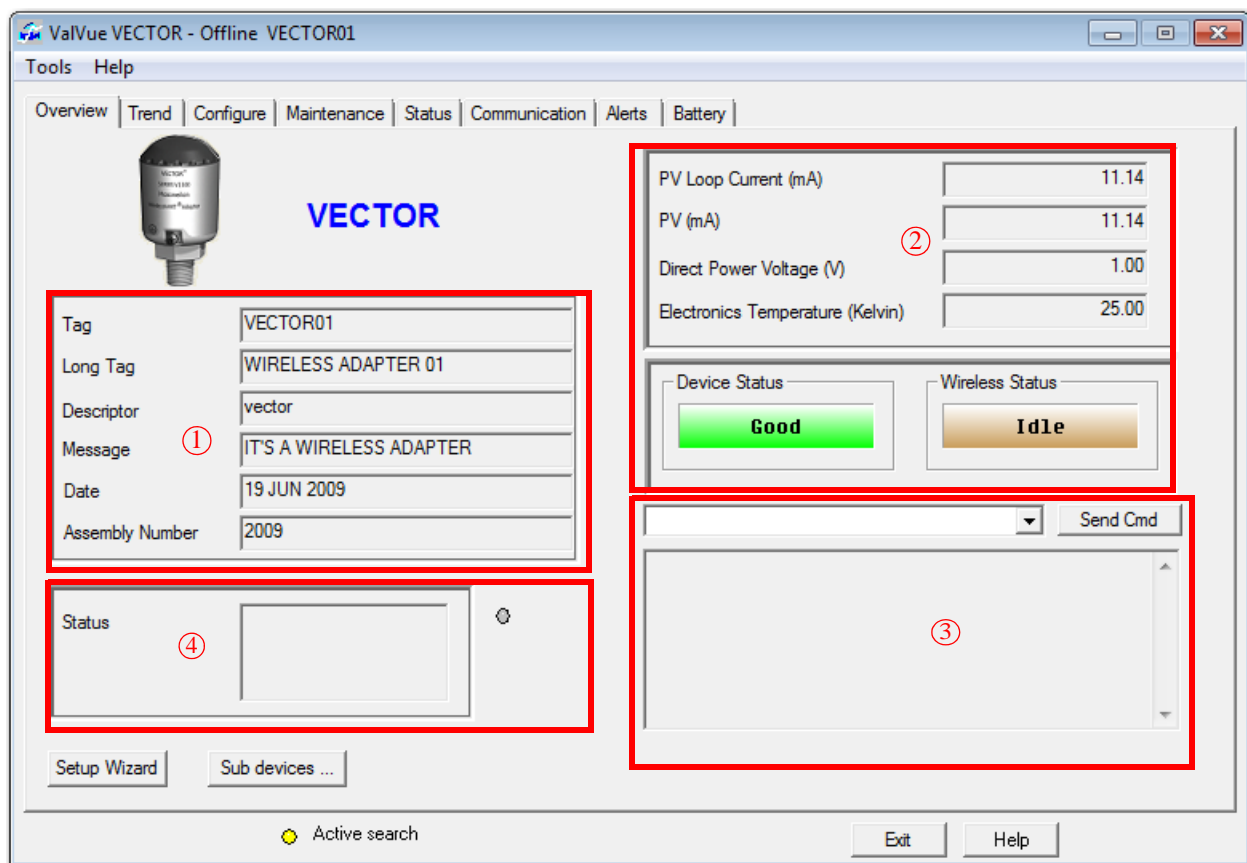 ValVue VECTOR - Offline VECTOR01
Tools Help
Overview Trend Configure Maintenance Status Communication Alerts Battery
VECTOR
VECTOR
Tag VECTOR01
Long Tag WIRELESS ADAPTER 01
Descriptor vector
Message IT'S A WIRELESS ADAPTER
Date 19 JUN 2009
Assembly Number 2009
①
Status
④
Setup Wizard Sub devices ...
PV Loop Current (mA) 11.14
PV (mA) 11.14
Direct Power Voltage (V) 1.00
Electronics Temperature (Kelvin) 25.00
②
Device Status Wireless Status
Good Idle
Send Cmd
③
Active search
Exit Help